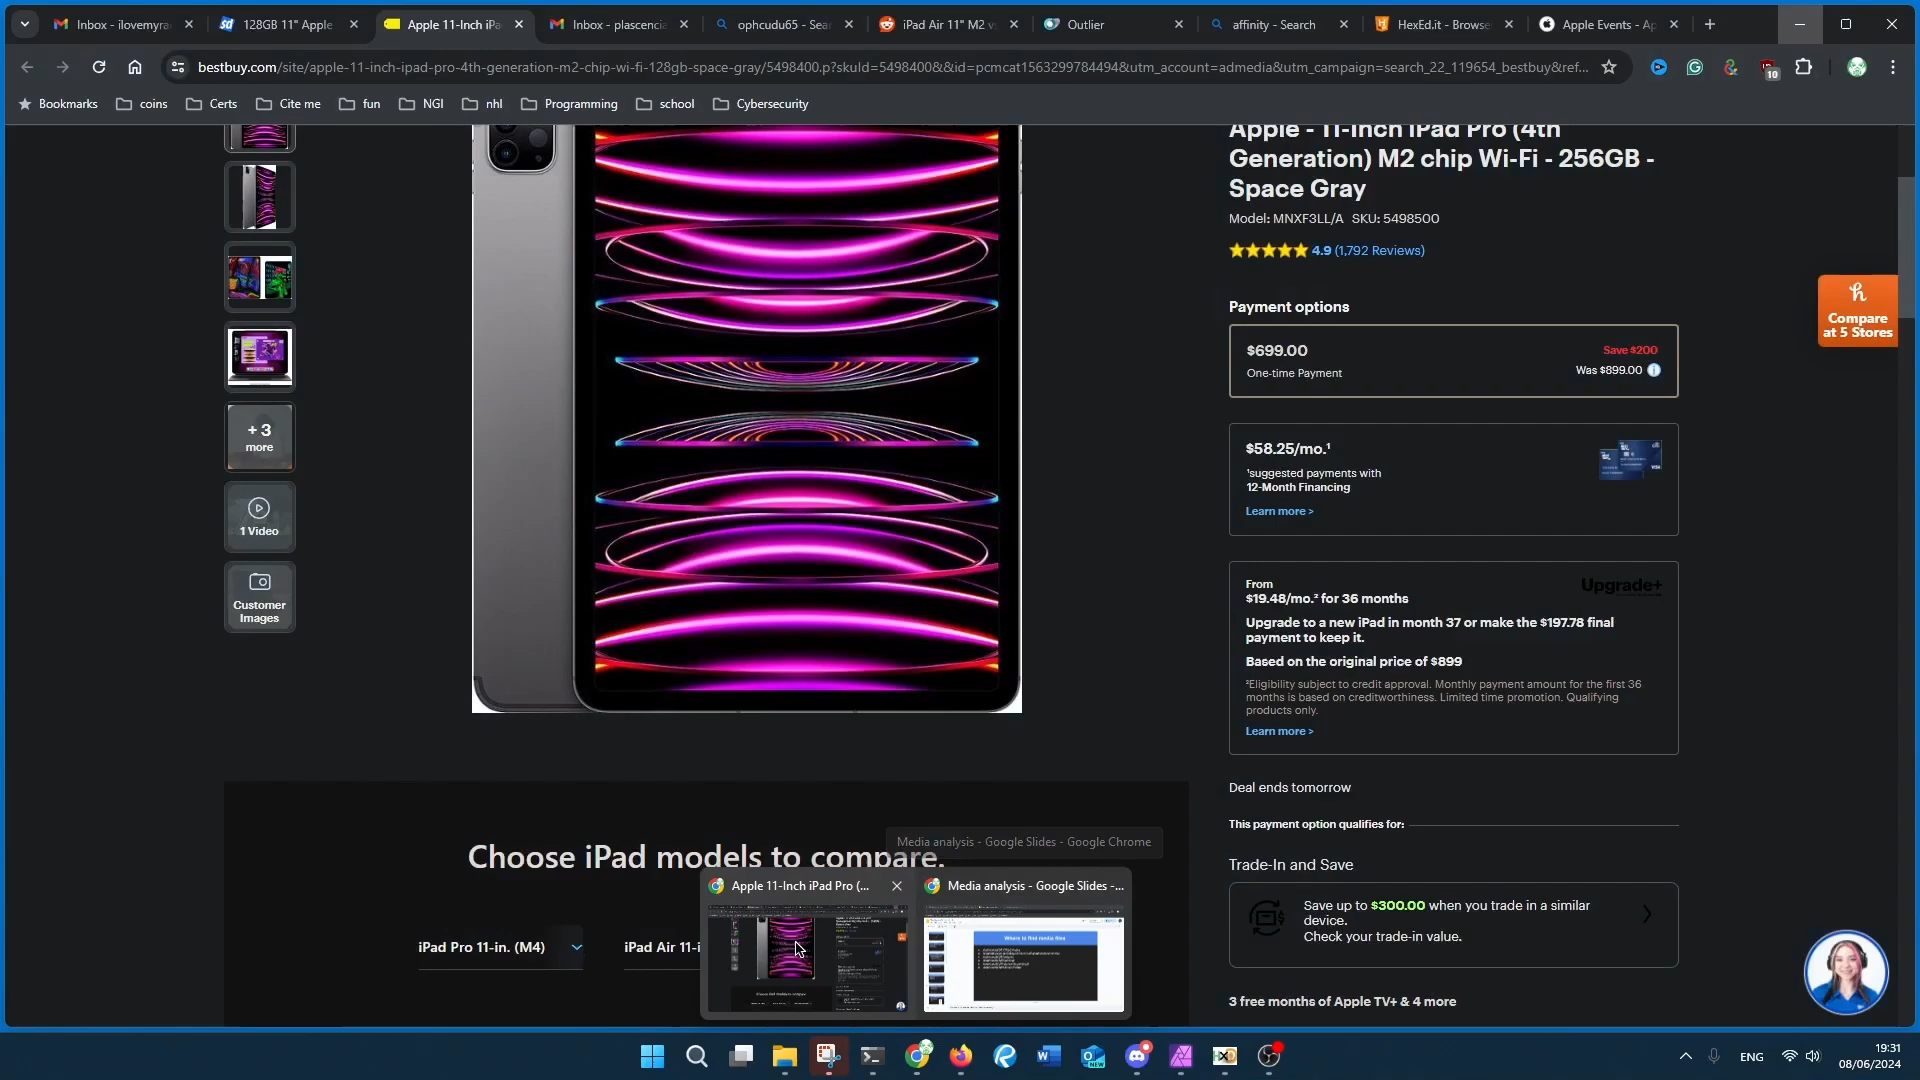 Inbox - ilovemyra
128GB 11" Apple
Apple 11-Inch iPa
Inbox - plascencia
ophcudu65 - Sear
iPad Air 11" M2 vs
Outlier
affinity - Search
HexEd.it - Browse
Apple Events - Ap
bestbuy.com/site/apple-11-inch-ipad-pro-4th-generation-m2-chip-wi-fi-128gb-space-gray/5498400.p?skuId=5498400&&id=pcmcat1563299784494&utm_account=admedia&utm_campaign=search_22_119654_bestbuy&ref...
10
Bookmarks
coins
Certs
Cite me
fun
NGI
nhl
Programming
school
Cybersecurity
+ 3
more
1 Video
Customer
Images
Apple - 11-Inch iPad Pro (4th
Generation) M2 chip Wi-Fi - 256GB -
Space Gray
Model: MNXF3LL/A SKU: 5498500
4.9 (1,792 Reviews)
Compare
at 5 Stores
Payment options
$699.00
Save $200
One-time Payment
Was $899.00
$58.25/mo.¹
¹suggested payments with
12-Month Financing
Learn more >
From
Upgrade+
$19.48/mo.² for 36 months
Upgrade to a new iPad in month 37 or make the $197.78 final
payment to keep it.
Based on the original price of $899
²Eligibility subject to credit approval. Monthly payment amount for the first 36
months is based on creditworthiness. Limited time promotion. Qualifying
products only.
Learn more >
Deal ends tomorrow
This payment option qualifies for:
Trade-In and Save
Save up to $300.00 when you trade in a similar
device.
Check your trade-in value.
3 free months of Apple TV+ & 4 more
Choose iPad models to compare.
Media analysis - Google Slides - Google Chrome
iPad Pro 11-in. (M4)
iPad Air 11-i
Apple 11-Inch iPad Pro (...
Media analysis - Google Slides -...
Where to find media files
ENG
19:31
08/06/2024